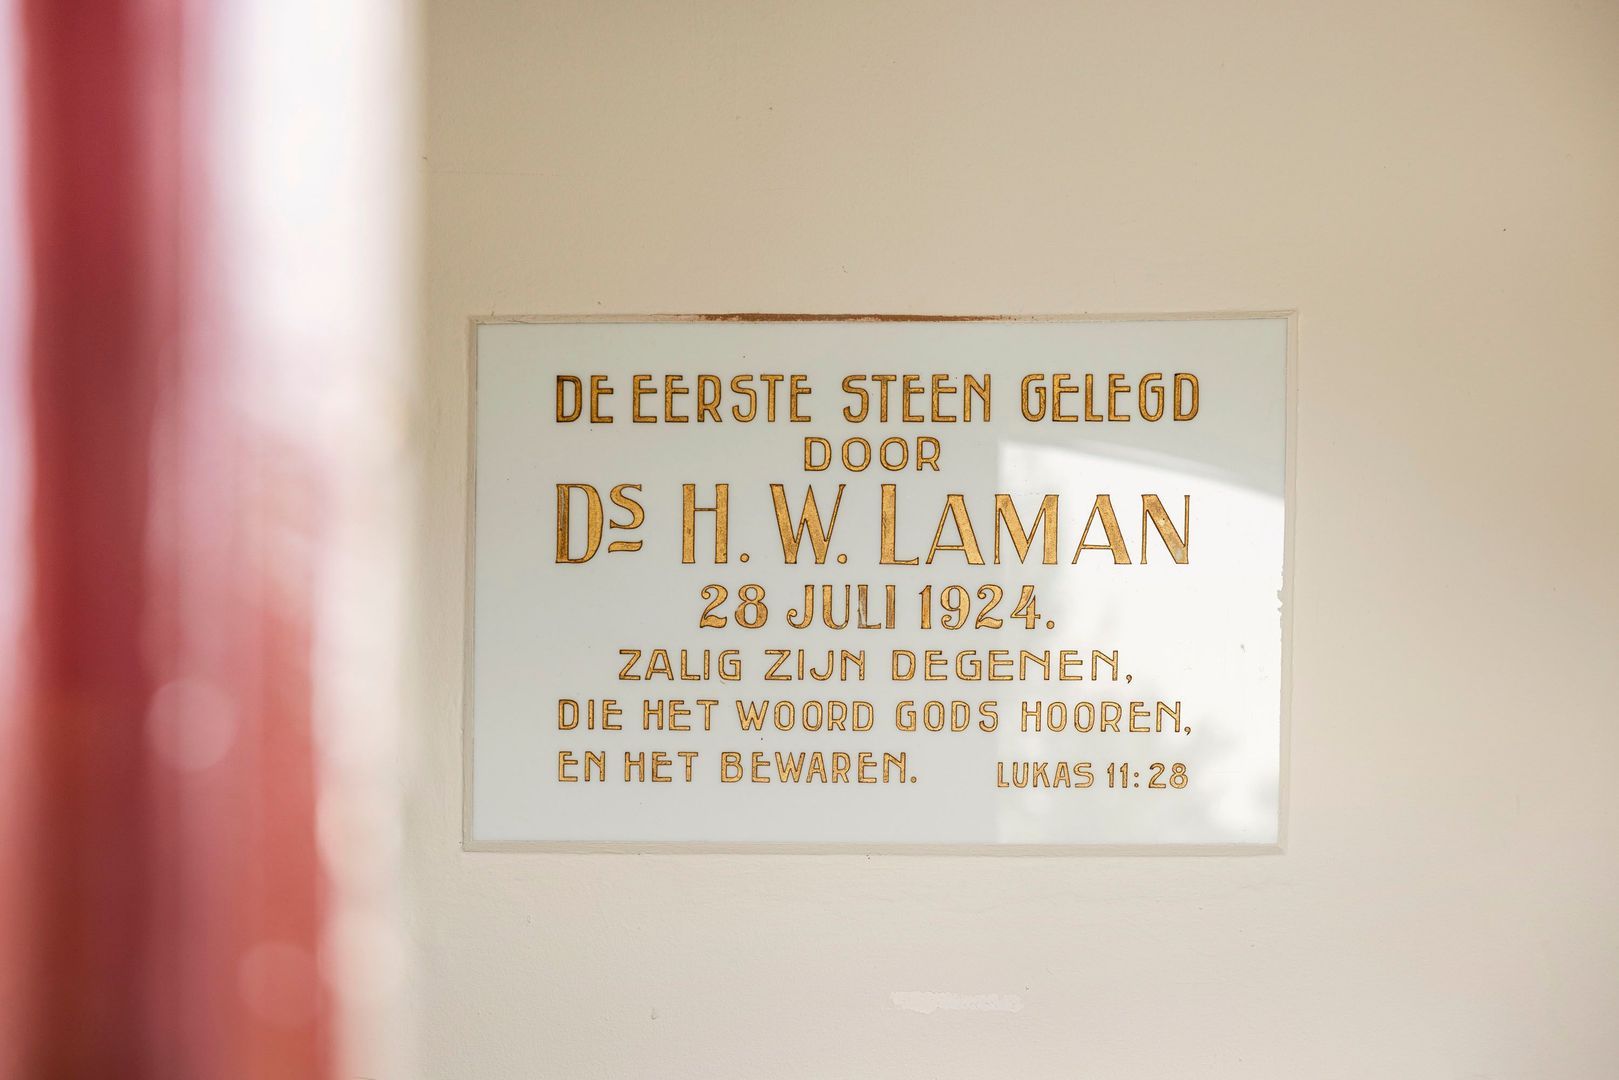 DE EERSTE STEEN GELEGD
DOOR
Ds H. W. LAMAN
28 JULI 1924.
ZALIG ZIJN DEGENEN,
DIE HET WOORD GODS HOOREN,
EN HET BEWAREN. LUKAS 11:28